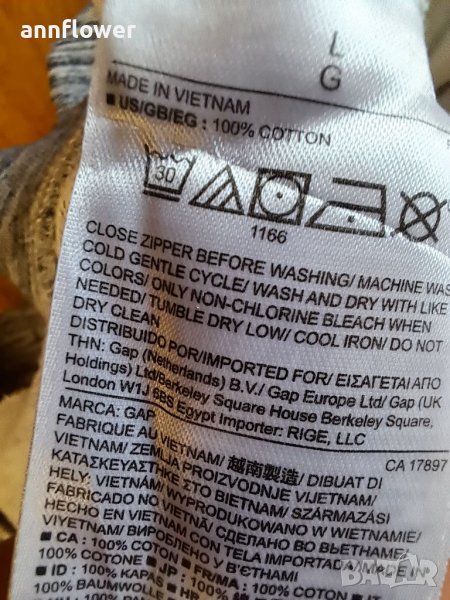 annflower
L
G
MADE IN VIETNAM
■ US/GB/EG : 100% COTTON
30
1166
CLOSE ZIPPER BEFORE WASHING/ MACHINE WAS
COLD GENTLE CYCLE/ WASH AND DRY WITH LIKE
COLORS/ ONLY NON-CHLORINE BLEACH WHEN
NEEDED/ TUMBLE DRY LOW/ COOL IRON/ DO NOT
DRY CLEAN
DISTRIBUIDO POR/IMPORTED FOR/ ΕΙΣΑΓΕΤΑΙ ΑΠΟ
ΤΗΝ: Gap (Netherlands) B.V./ Gap Europe Ltd/ Gap (UK
Holdings) Ltd/Berkeley Square House Berkeley Square,
London W1J 6BS Egypt Importer: RIGE, LLC
MARCA: GAP
CA 17897
FABRIQUE AU VIETNAM/ 越南製造/ DIBUAT DI
VIETNAM/ ZEMLJA PROIZVODNJE VIJETNAM/
ΚΑΤΑΣΚΕΥΑΣΤΗΚΕ ΣΤΟ ΒΙΕΤΝΑΜ/ SZÁRMAZÁSI
HELY: VIETNÁM/ WYPRODUKOWANO W WIETNAMIE/
FABRICADO NO VIETNÃ/ СДЕЛАНО ВО ВЬЕТНАМЕ/
HECHO EN VIETNAM/ TELA IMPORTADA
VIYETNAM/ ВИРОБЛЕНО У В'ЄТНАМІ
■ CA : 100% COTON ■ FR/MA : 100%
100% COTONE ■ JP : 100%
■ ID : 100% KAPAS ■ HR
100% BAUMWOLLE
bazar